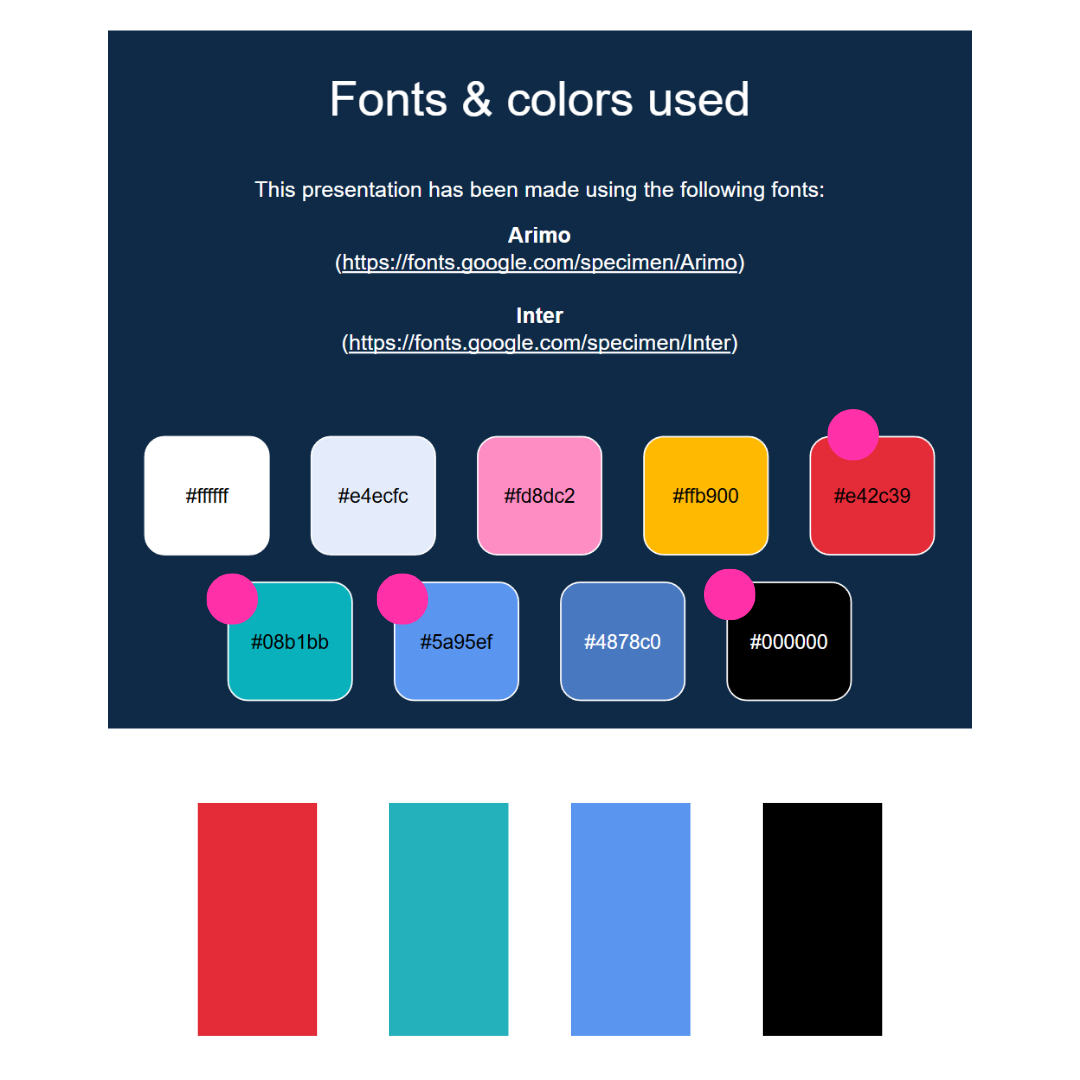 Fonts & colors used
This presentation has been made using the following fonts:
Arimo
(https://fonts.google.com/specimen/Arimo)
Inter
(https://fonts.google.com/specimen/Inter)
#ffffff #e4ecfc #fd8dc2 #ffb900 #e42c39
#08b1bb #5a95ef #4878c0 #000000